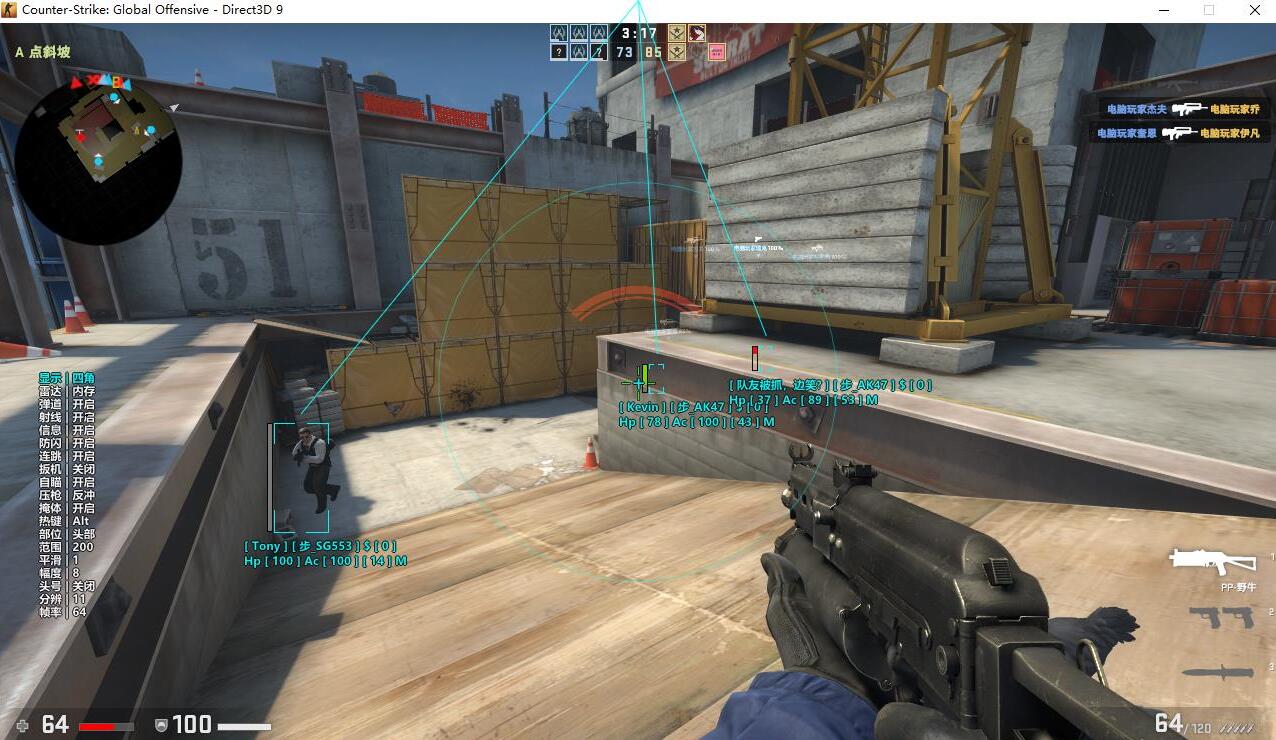 Counter-Strike: Global Offensive - Direct3D 9
A 点斜坡
3:17
? ? 73 85
电脑玩家杰夫 电脑玩家乔
电脑玩家奎恩 电脑玩家伊凡
51
显示 | 四角
雷达 | 内存
弹道 | 开启
射线 | 开启
信息 | 开启
防闪 | 开启
连跳 | 开启
扳机 | 关闭
自瞄 | 开启
压枪 | 反冲
掩体 | 开启
热键 | Alt
部位 | 头部
范围 | 200
平滑 | 1
幅度 | 8
头号 | 关闭
分辨 | 11
帧率 | 64
[ 队友被抓，边笑? ] [ 步_AK47 ] $ [ 0 ]
Hp [ 37 ] Ac [ 89 ] [ 53 ] M
[ Kevin ] [ 步_AK47 ] $ [ 0 ]
Hp [ 78 ] Ac [ 100 ] [ 43 ] M
[ Tony ] [ 步_SG553 ] $ [ 0 ]
Hp [ 100 ] Ac [ 100 ] [ 14 ] M
1
PP-野牛
2
3
64 100
64 / 120